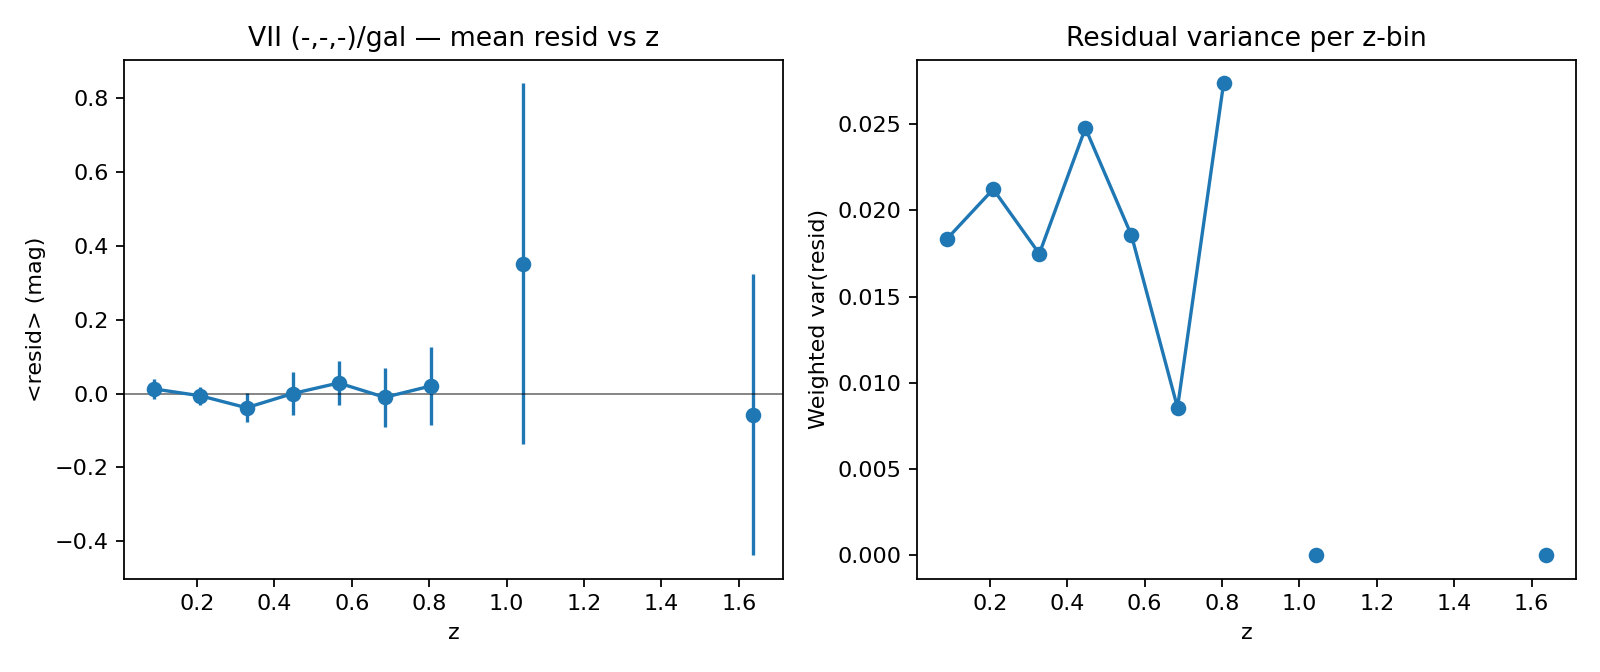 VII (-,-,-)/gal — mean resid vs z
<resid> (mag)
0.8
0.6
0.4
0.2
0.0
−0.2
−0.4
0.2 0.4 0.6 0.8 1.0 1.2 1.4 1.6
z
Residual variance per z-bin
Weighted var(resid)
0.025
0.020
0.015
0.010
0.005
0.000
0.2 0.4 0.6 0.8 1.0 1.2 1.4 1.6
z